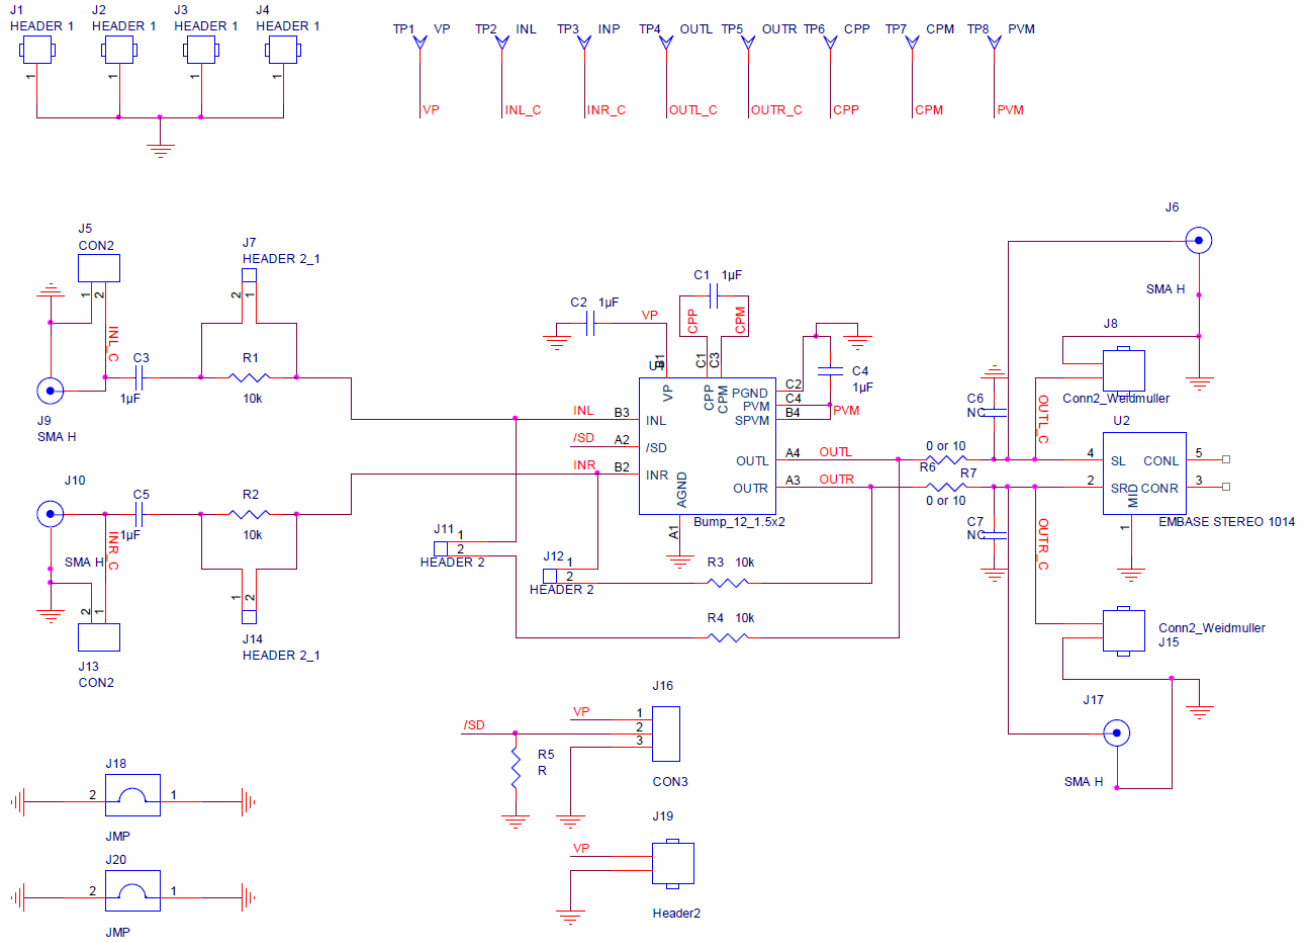 J1
HEADER 1
J2
HEADER 1
J3
HEADER 1
J4
HEADER 1
1
1
1
1
TP1 VP
TP2 INL
TP3 INP
TP4 OUTL
TP5 OUTR
TP6 CPP
TP7 CPM
TP8 PVM
VP
INL_C
INR_C
OUTL_C
OUTR_C
CPP
CPM
PVM
J5
CON2
1
2
INL_C
J7
HEADER 2_1
2
1
C3
1µF
R1
10k
J9
SMA H
J10
SMA H
C5
1µF
INR_C
R2
10k
2
1
J13
CON2
1
2
J14
HEADER 2_1
C2 1µF
VP
C1 1µF
CPP
CPM
C1
C3
U1
B1
VP
CPP
CPM
PGND
PVM
SPVM
C2
C4
B4
PVM
C4
1µF
INL
B3
INL
/SD
A2
/SD
INR
B2
INR
AGND
A1
OUTL
A4
OUTL
OUTR
A3
OUTR
Bump_12_1.5x2
J11
1
2
HEADER 2
J12
1
2
HEADER 2
R3 10k
R4 10k
0 or 10
R6
R7
0 or 10
C6
NC
C7
NC
OUTL_C
OUTR_C
J6
SMA H
J8
Conn2_Weidmuller
U2
4
SL
CONL
5
2
SRD
CONR
3
MID
1
EMBASE STEREO 1014
Conn2_Weidmuller
J15
J17
SMA H
J16
VP
1
/SD
2
3
R5
R
CON3
J19
VP
Header2
J18
2
1
JMP
J20
2
1
JMP